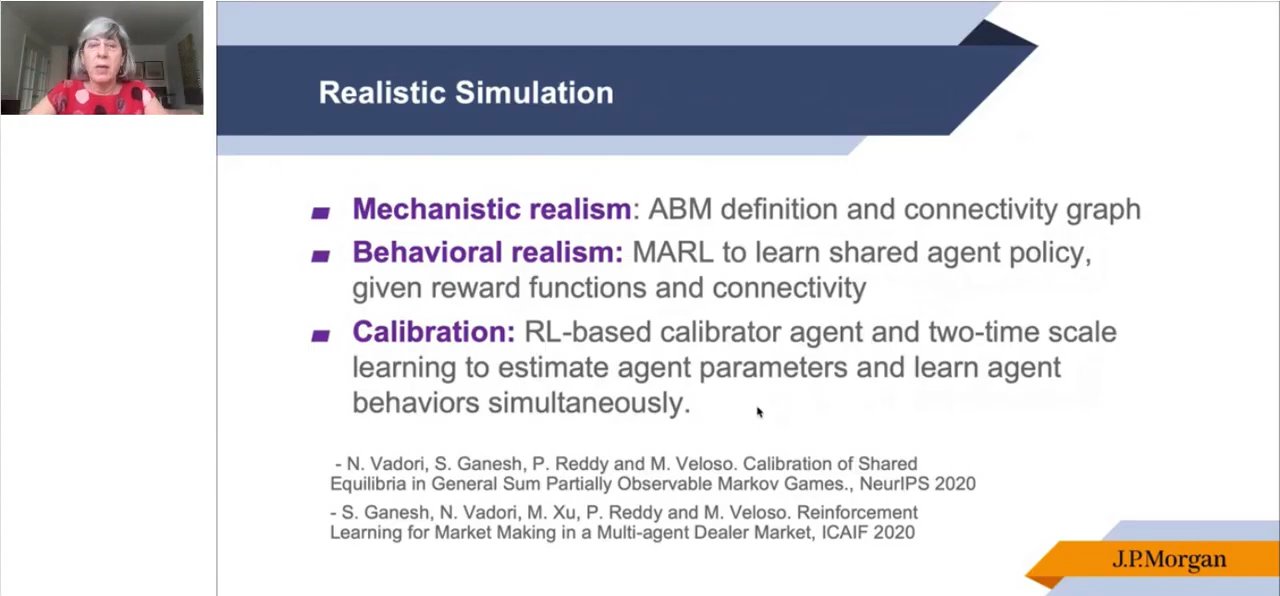 Realistic Simulation
Mechanistic realism: ABM definition and connectivity graph
Behavioral realism: MARL to learn shared agent policy,
given reward functions and connectivity
Calibration: RL-based calibrator agent and two-time scale
learning to estimate agent parameters and learn agent
behaviors simultaneously.
- N. Vadori, S. Ganesh, P. Reddy and M. Veloso. Calibration of Shared
Equilibria in General Sum Partially Observable Markov Games., NeurIPS 2020
- S. Ganesh, N. Vadori, M. Xu, P. Reddy and M. Veloso. Reinforcement
Learning for Market Making in a Multi-agent Dealer Market, ICAIF 2020
J.P.Morgan